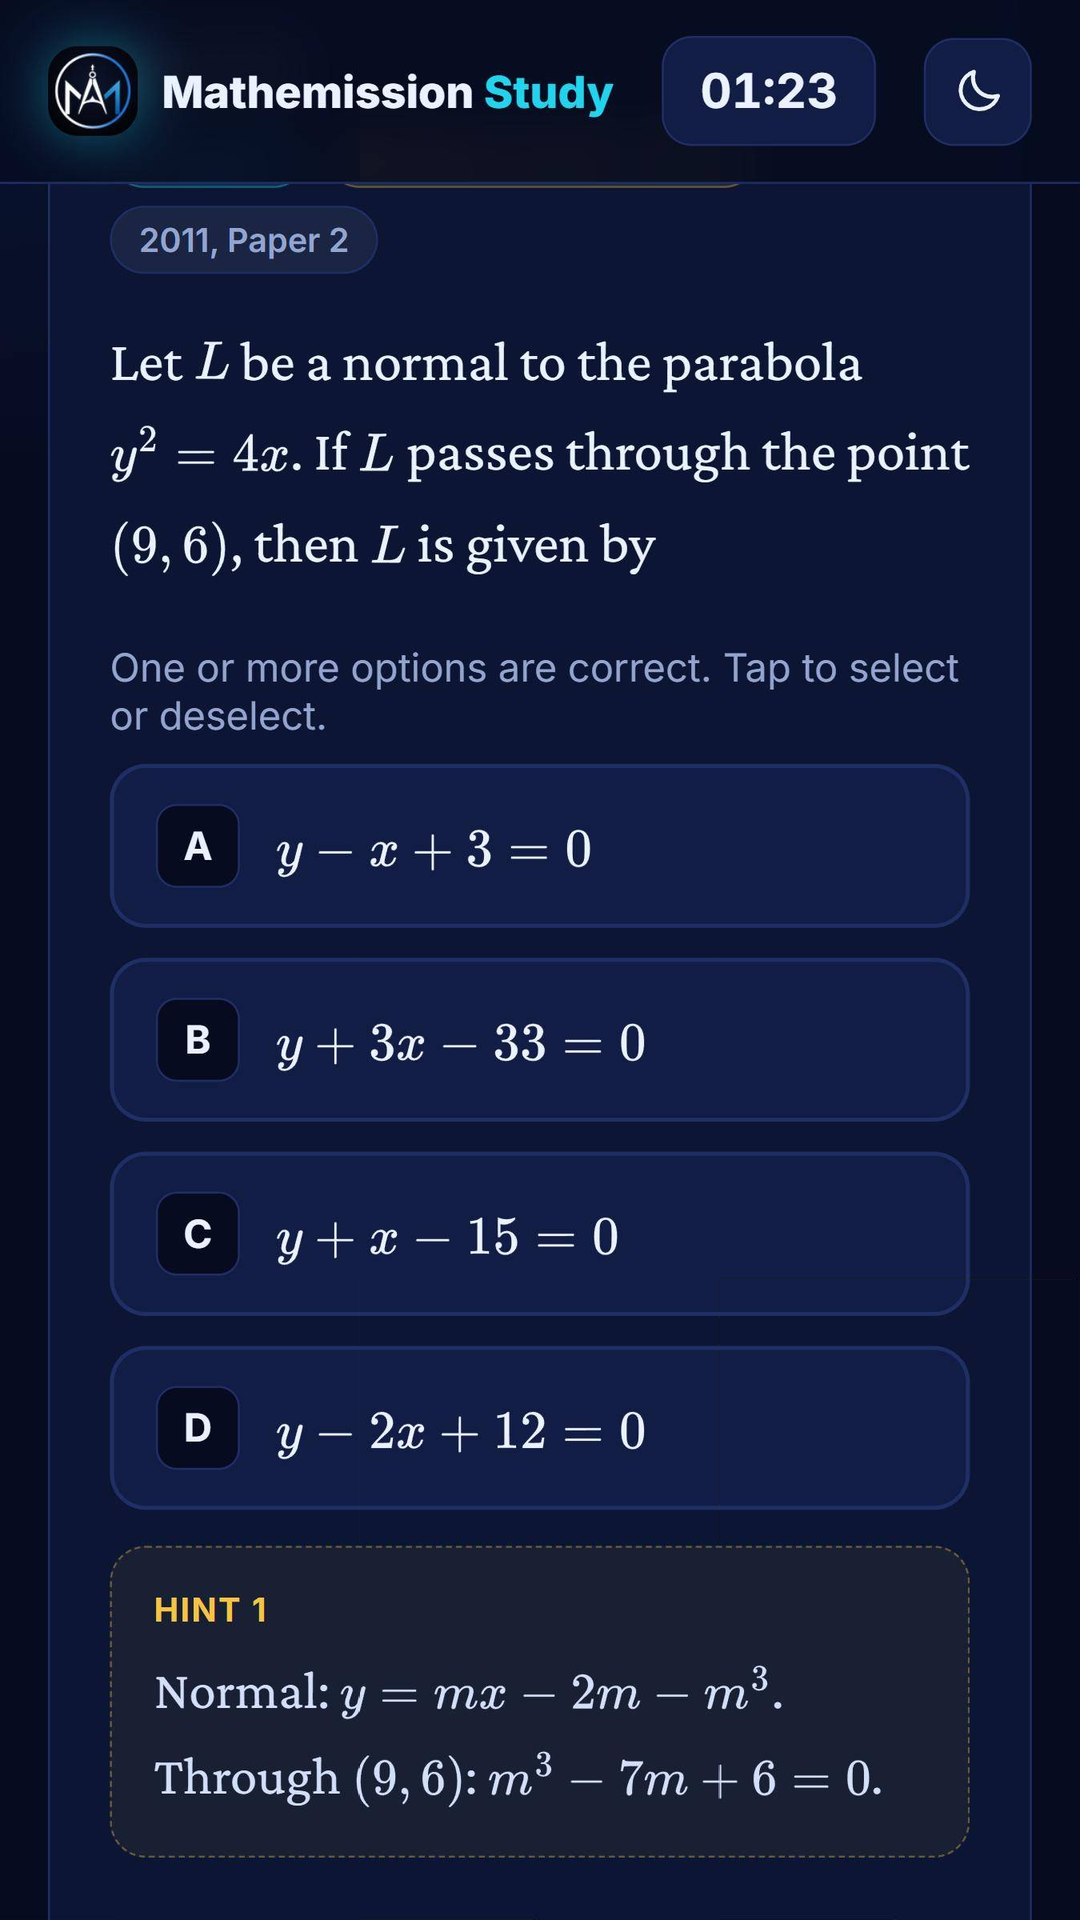 Mathemission Study
01:23
2011, Paper 2
Let L be a normal to the parabola
y² = 4x. If L passes through the point
(9, 6), then L is given by
One or more options are correct. Tap to select
or deselect.
A y − x + 3 = 0
B y + 3x − 33 = 0
C y + x − 15 = 0
D y − 2x + 12 = 0
HINT 1
Normal: y = mx − 2m − m³.
Through (9, 6): m³ − 7m + 6 = 0.